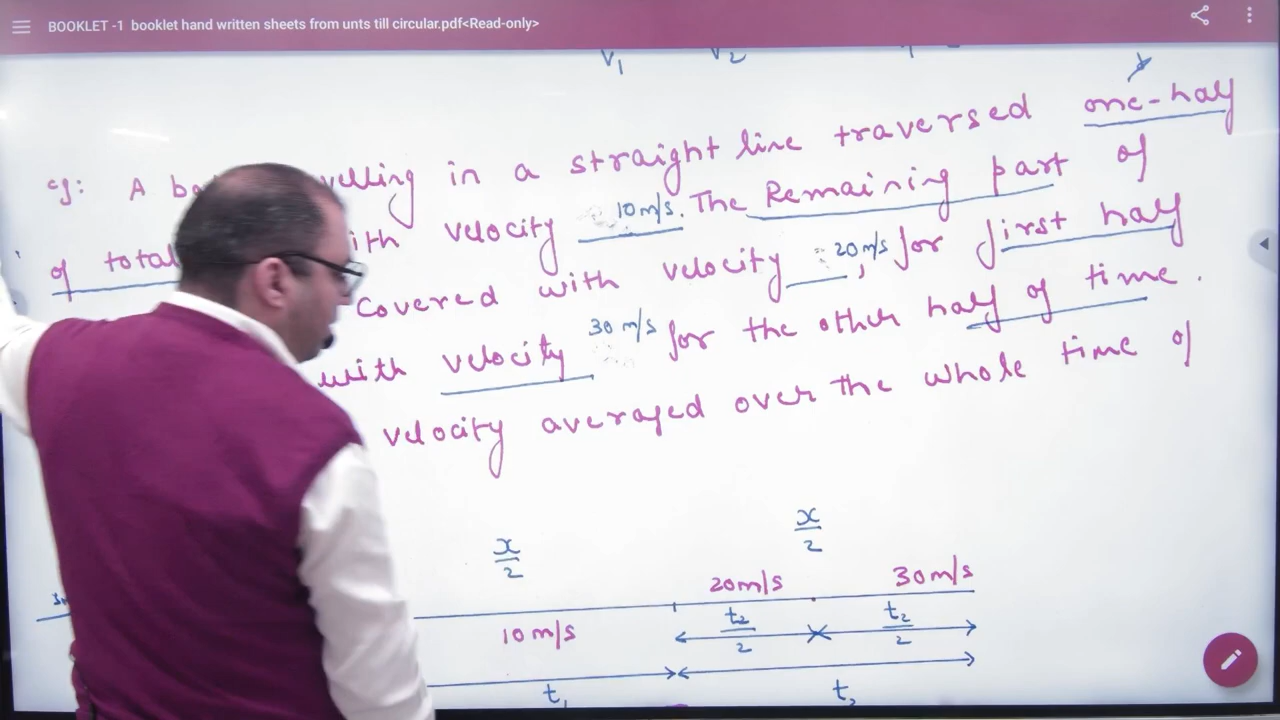 BOOKLET -1 booklet hand written sheets from unts till circular.pdf<Read-only>
V₁ V₂
eg: A in a straight line traversed one-half
of total velocity 10m/s. The Remaining part of
covered with velocity 20m/s, for first half
with velocity 30 m/s for the other half of time.
velocity averaged over the whole time of
x/2 x/2
20m/s 30m/s
10 m/s t₂/2 t₂/2
t₁ t₂